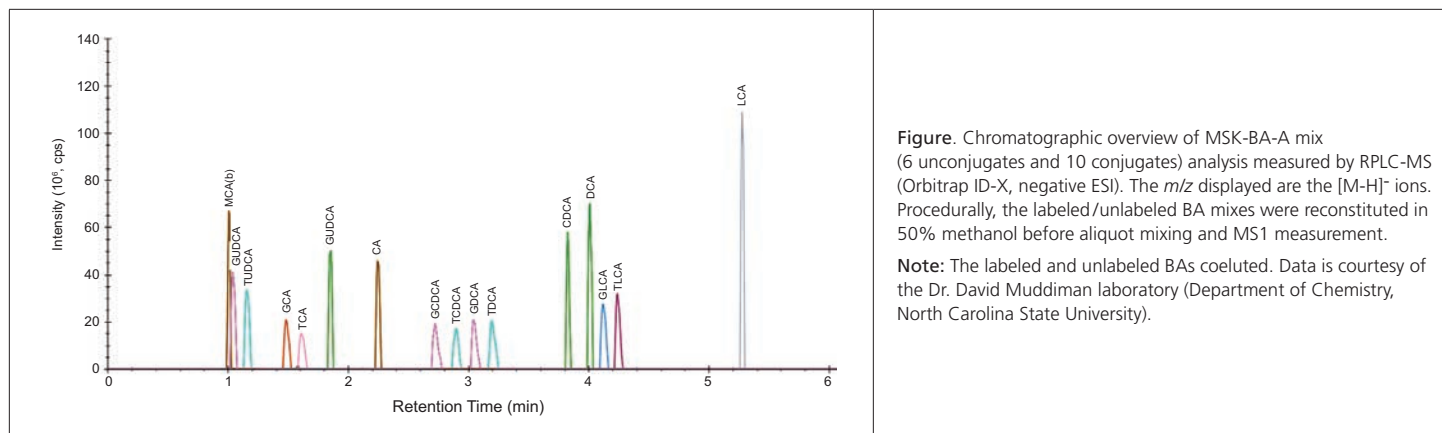 140
120
100
80
60
40
20
0
Intensity (10⁶, cps)
0 1 2 3 4 5 6
Retention Time (min)
MCA(b)
GUDCA
TUDCA
GCA
TCA
GUDCA
CA
GCDCA
TCDCA
GDCA
TDCA
CDCA
DCA
GLCA
TLCA
LCA
Figure. Chromatographic overview of MSK-BA-A mix
(6 unconjugates and 10 conjugates) analysis measured by RPLC-MS
(Orbitrap ID-X, negative ESI). The m/z displayed are the [M-H]⁻ ions.
Procedurally, the labeled/unlabeled BA mixes were reconstituted in
50% methanol before aliquot mixing and MS1 measurement.
Note: The labeled and unlabeled BAs coeluted. Data is courtesy of
the Dr. David Muddiman laboratory (Department of Chemistry,
North Carolina State University).